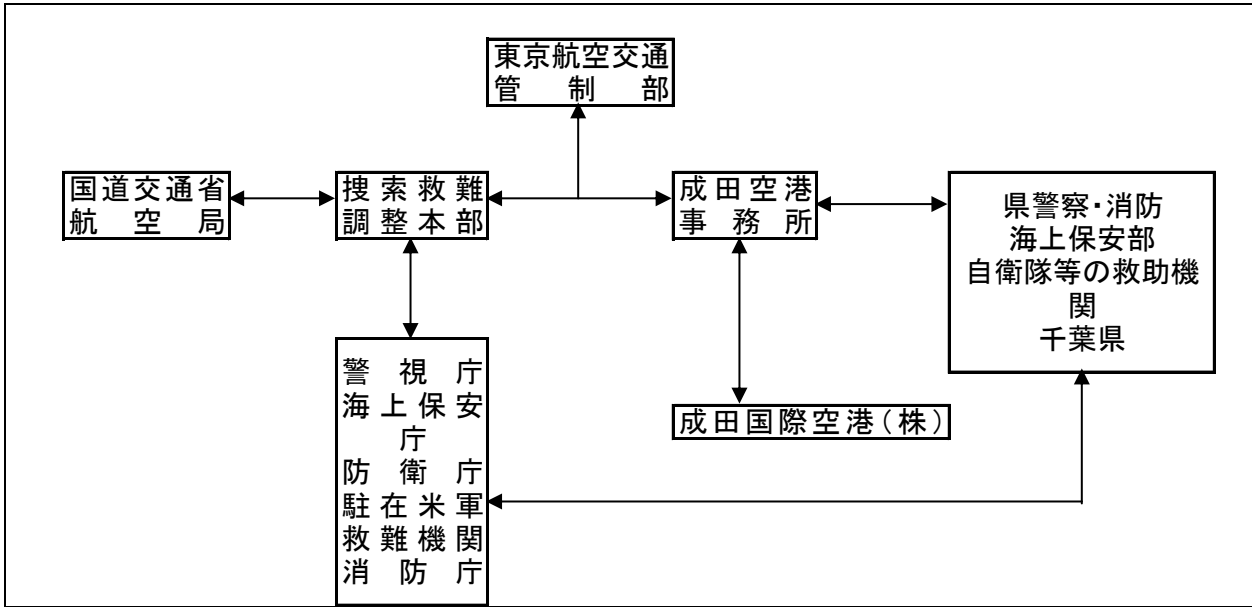 東京航空交通
管制部
国道交通省
航空局
捜索救難
調整本部
成田空港
事務所
県警察・消防
海上保安部
自衛隊等の救助機
関
千葉県
警視庁
海上保安
庁
防衛庁
駐在米軍
救難機関
消防庁
成田国際空港(株)